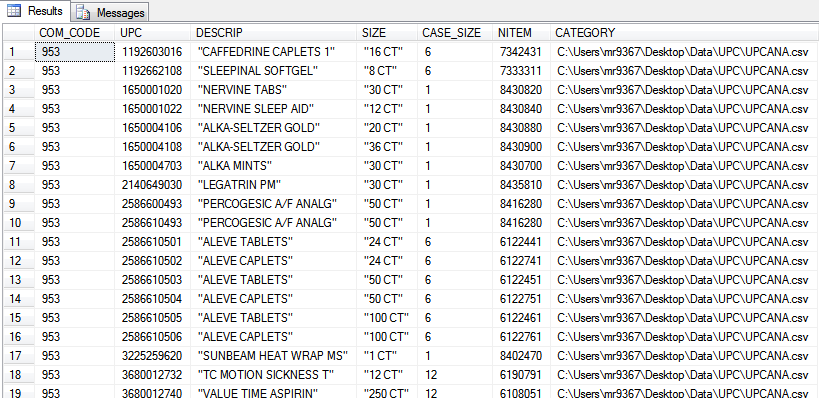 Results Messages
COM_CODE UPC DESCRIP SIZE CASE_SIZE NITEM CATEGORY
1 953 1192603016 "CAFFEDRINE CAPLETS 1" "16 CT" 6 7342431 C:\Users\mr9367\Desktop\Data\UPC\UPCANA.csv
2 953 1192662108 "SLEEPINAL SOFTGEL" "8 CT" 6 7333311 C:\Users\mr9367\Desktop\Data\UPC\UPCANA.csv
3 953 1650001020 "NERVINE TABS" "30 CT" 1 8430820 C:\Users\mr9367\Desktop\Data\UPC\UPCANA.csv
4 953 1650001022 "NERVINE SLEEP AID" "12 CT" 1 8430840 C:\Users\mr9367\Desktop\Data\UPC\UPCANA.csv
5 953 1650004106 "ALKA-SELTZER GOLD" "20 CT" 1 8430880 C:\Users\mr9367\Desktop\Data\UPC\UPCANA.csv
6 953 1650004108 "ALKA-SELTZER GOLD" "36 CT" 1 8430900 C:\Users\mr9367\Desktop\Data\UPC\UPCANA.csv
7 953 1650004703 "ALKA MINTS" "30 CT" 1 8430700 C:\Users\mr9367\Desktop\Data\UPC\UPCANA.csv
8 953 2140649030 "LEGATRIN PM" "30 CT" 1 8435810 C:\Users\mr9367\Desktop\Data\UPC\UPCANA.csv
9 953 2586600493 "PERCOGESIC A/F ANALG" "50 CT" 1 8416280 C:\Users\mr9367\Desktop\Data\UPC\UPCANA.csv
10 953 2586610493 "PERCOGESIC A/F ANALG" "50 CT" 1 8416280 C:\Users\mr9367\Desktop\Data\UPC\UPCANA.csv
11 953 2586610501 "ALEVE TABLETS" "24 CT" 6 6122441 C:\Users\mr9367\Desktop\Data\UPC\UPCANA.csv
12 953 2586610502 "ALEVE CAPLETS" "24 CT" 6 6122741 C:\Users\mr9367\Desktop\Data\UPC\UPCANA.csv
13 953 2586610503 "ALEVE TABLETS" "50 CT" 6 6122451 C:\Users\mr9367\Desktop\Data\UPC\UPCANA.csv
14 953 2586610504 "ALEVE CAPLETS" "50 CT" 6 6122751 C:\Users\mr9367\Desktop\Data\UPC\UPCANA.csv
15 953 2586610505 "ALEVE TABLETS" "100 CT" 6 6122461 C:\Users\mr9367\Desktop\Data\UPC\UPCANA.csv
16 953 2586610506 "ALEVE CAPLETS" "100 CT" 6 6122761 C:\Users\mr9367\Desktop\Data\UPC\UPCANA.csv
17 953 3225259620 "SUNBEAM HEAT WRAP MS" "1 CT" 1 8402470 C:\Users\mr9367\Desktop\Data\UPC\UPCANA.csv
18 953 3680012732 "TC MOTION SICKNESS T" "12 CT" 12 6190791 C:\Users\mr9367\Desktop\Data\UPC\UPCANA.csv
19 953 3680012740 "VALUE TIME ASPIRIN" "250 CT" 12 6108051 C:\Users\mr9367\Desktop\Data\UPC\UPCANA.csv